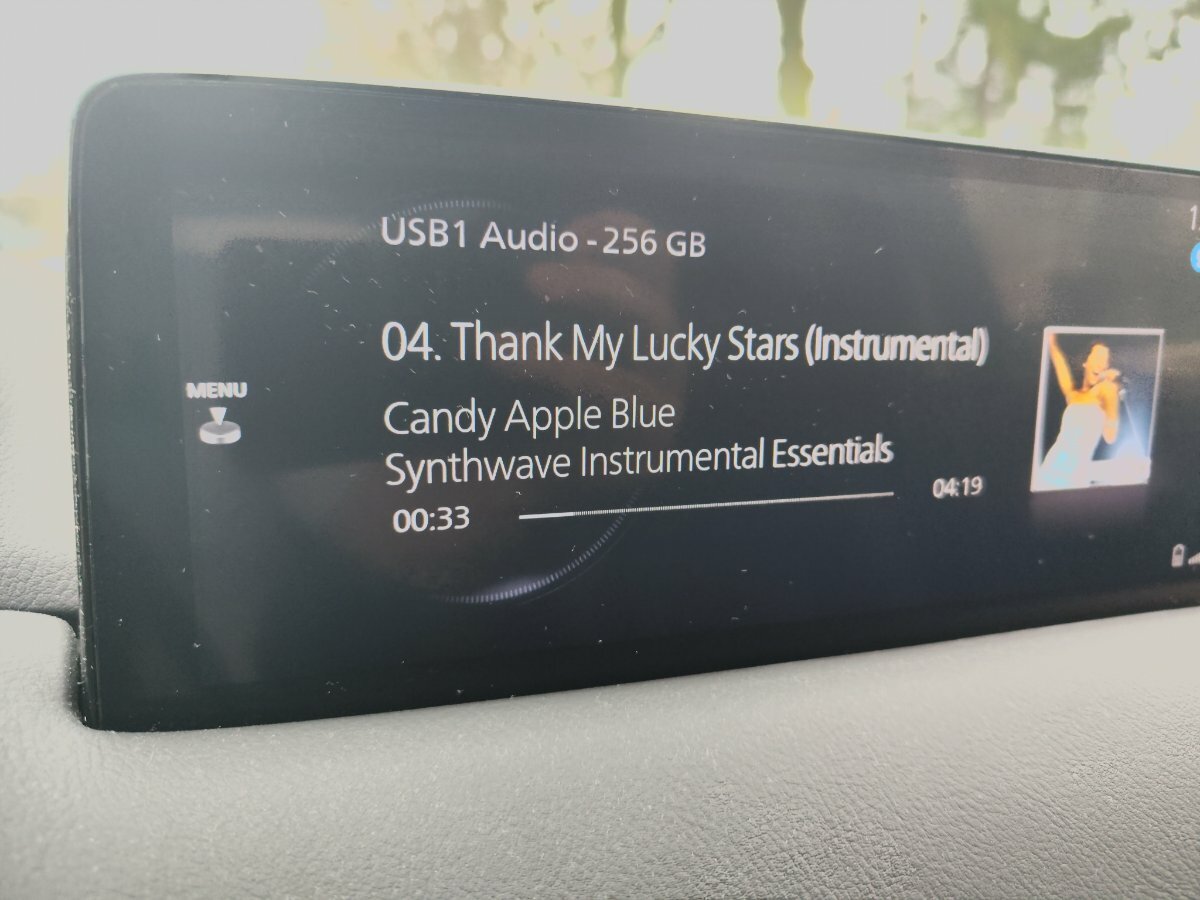 USB1 Audio - 256 GB
04. Thank My Lucky Stars (Instrumental)
MENU
Candy Apple Blue
Synthwave Instrumental Essentials
00:33
04:19